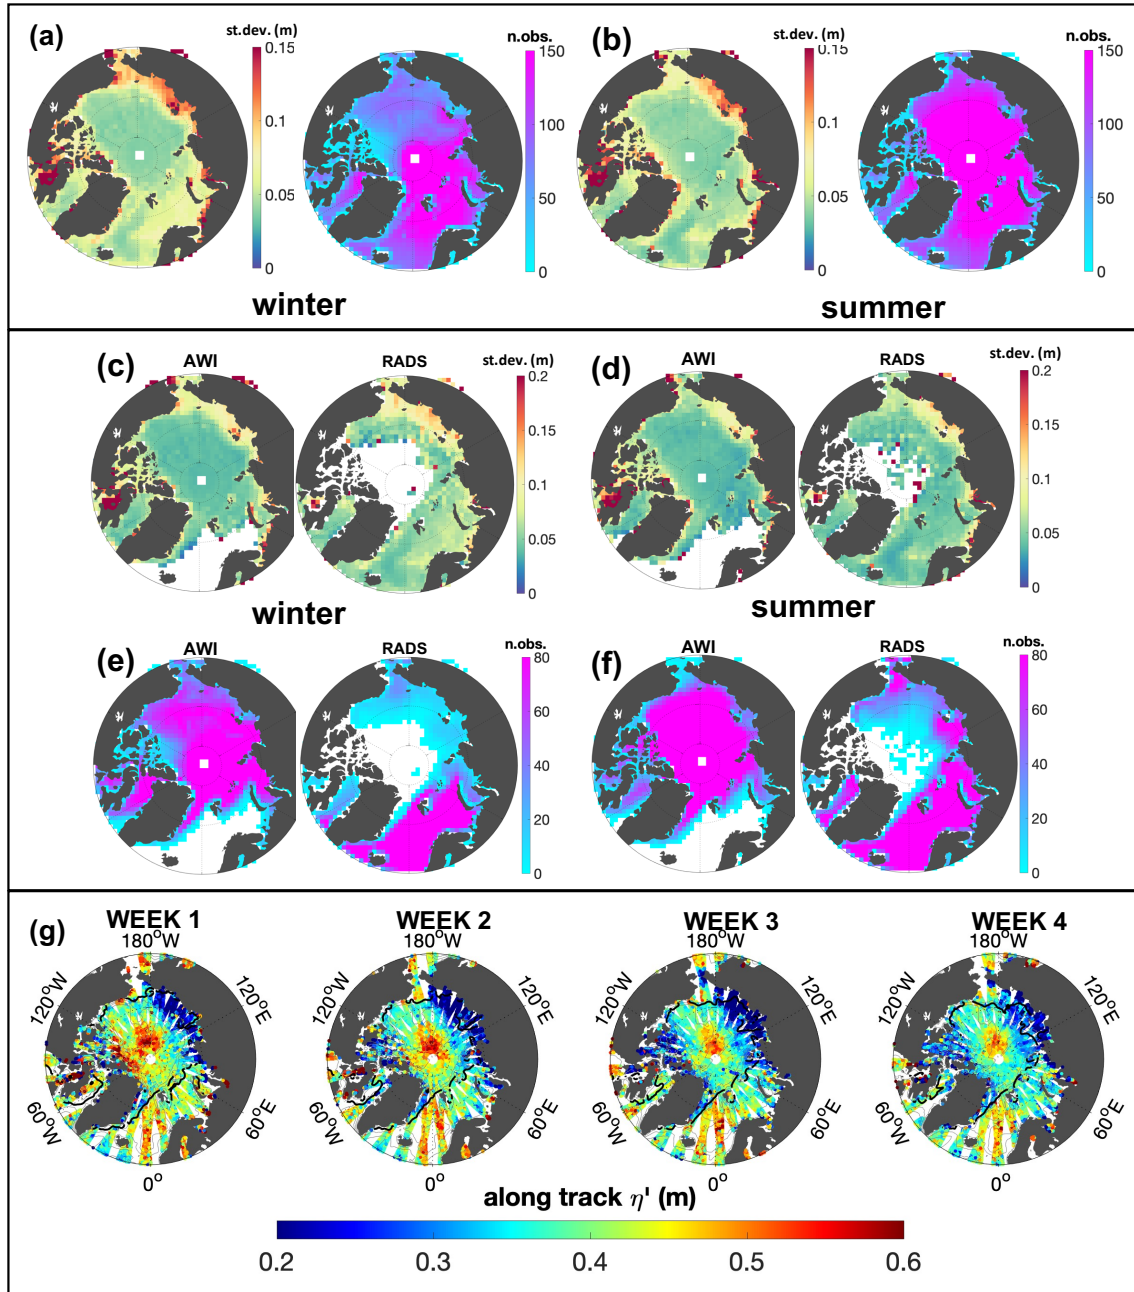 (a)
st.dev. (m)
0.15
0.1
0.05
0
n.obs.
150
100
50
0
winter
(b)
st.dev. (m)
0.15
0.1
0.05
0
n.obs.
150
100
50
0
summer
(c)
AWI
RADS
st.dev. (m)
0.2
0.15
0.1
0.05
0
winter
(d)
AWI
RADS
st.dev. (m)
0.2
0.15
0.1
0.05
0
summer
(e)
AWI
RADS
n.obs.
80
60
40
20
0
(f)
AWI
RADS
n.obs.
80
60
40
20
0
(g)
WEEK 1
180°W
120°W
120°E
60°W
60°E
0°
WEEK 2
180°W
120°W
120°E
60°W
60°E
0°
WEEK 3
180°W
120°W
120°E
60°W
60°E
0°
WEEK 4
180°W
120°W
120°E
60°W
60°E
0°
along track η' (m)
0.2 0.3 0.4 0.5 0.6